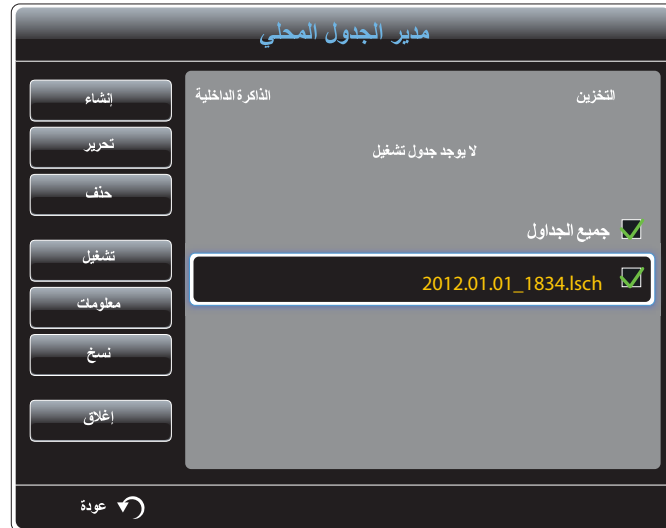 مدير الجدول المحلي
التخزين
الذاكرة الداخلية
لا يوجد جدول تشغيل
جميع الجداول
2012.01.01_1834.lsch
إنشاء
تحرير
حذف
تشغيل
معلومات
نسخ
إغلاق
عودة